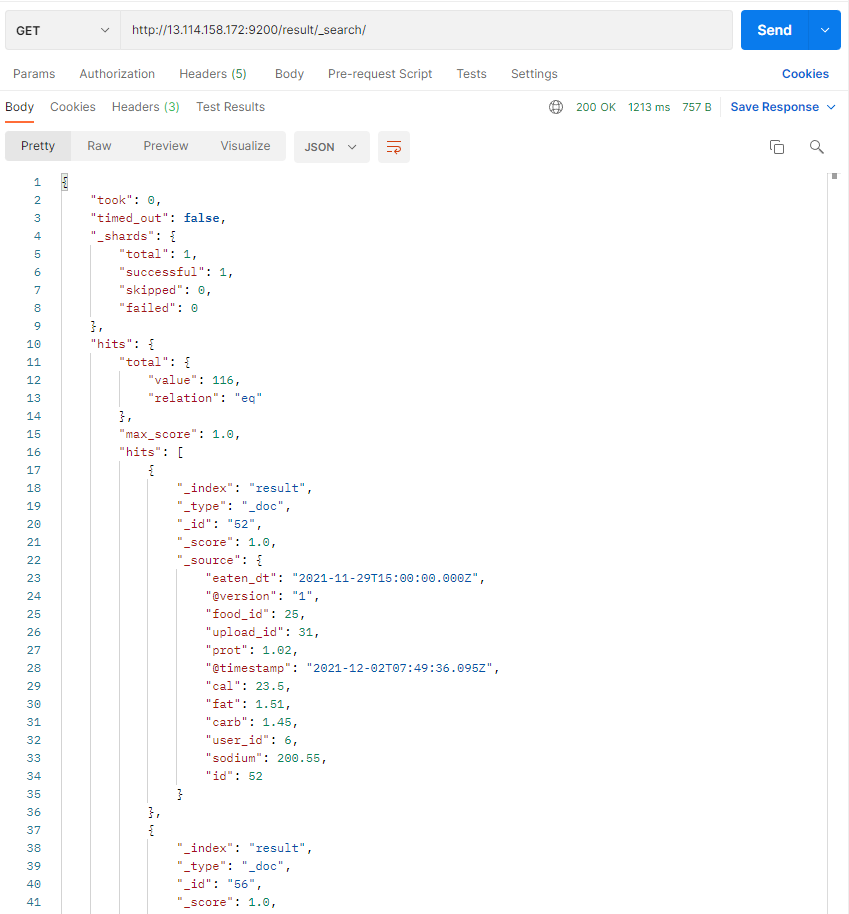 GET
http://13.114.158.172:9200/result/_search/
Send
Params Authorization Headers (5) Body Pre-request Script Tests Settings Cookies
Body Cookies Headers (3) Test Results 200 OK 1213 ms 757 B Save Response
Pretty Raw Preview Visualize JSON
1 {
2 "took": 0,
3 "timed_out": false,
4 "_shards": {
5 "total": 1,
6 "successful": 1,
7 "skipped": 0,
8 "failed": 0
9 },
10 "hits": {
11 "total": {
12 "value": 116,
13 "relation": "eq"
14 },
15 "max_score": 1.0,
16 "hits": [
17 {
18 "_index": "result",
19 "_type": "_doc",
20 "_id": "52",
21 "_score": 1.0,
22 "_source": {
23 "eaten_dt": "2021-11-29T15:00:00.000Z",
24 "@version": "1",
25 "food_id": 25,
26 "upload_id": 31,
27 "prot": 1.02,
28 "@timestamp": "2021-12-02T07:49:36.095Z",
29 "cal": 23.5,
30 "fat": 1.51,
31 "carb": 1.45,
32 "user_id": 6,
33 "sodium": 200.55,
34 "id": 52
35 }
36 },
37 {
38 "_index": "result",
39 "_type": "_doc",
40 "_id": "56",
41 "_score": 1.0,